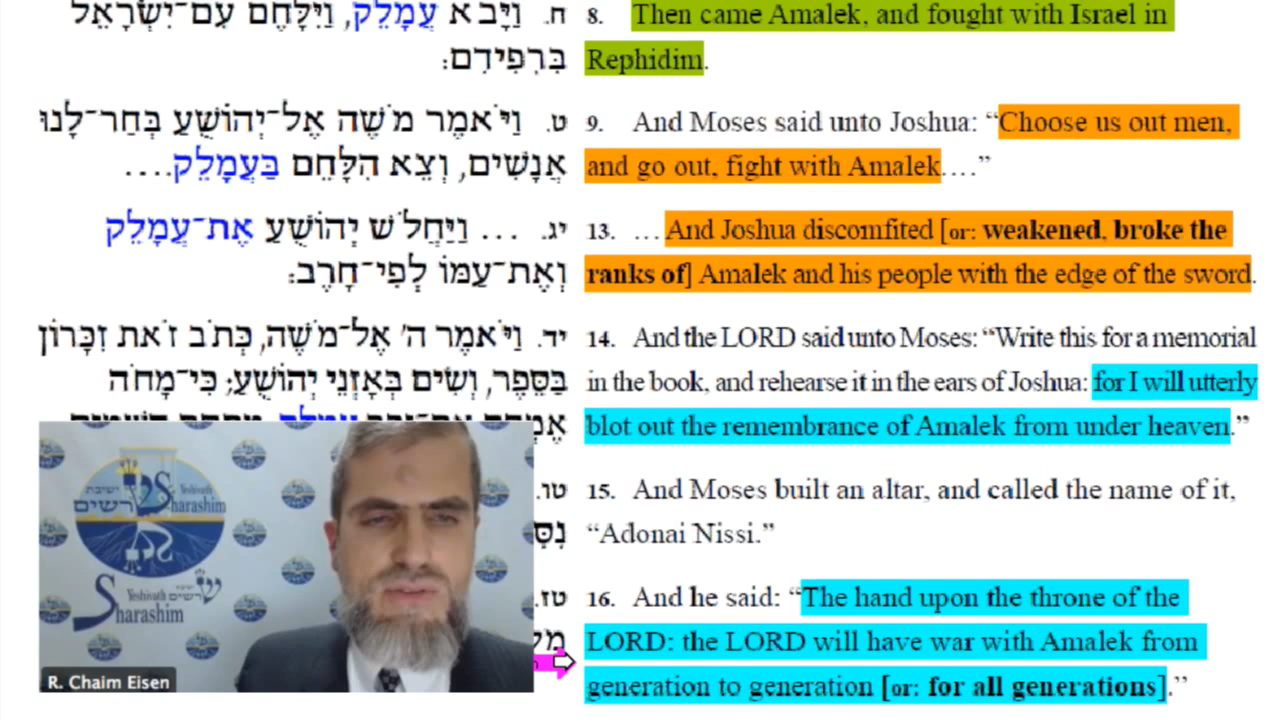 ח. וַיָּבֹא עֲמָלֵק, וַיִּלָּחֶם עִם־יִשְׂרָאֵל
בִּרְפִידִם:
8. Then came Amalek, and fought with Israel in
Rephidim.
ט. וַיֹּאמֶר מֹשֶׁה אֶל־יְהוֹשֻׁעַ בְּחַר־לָנוּ
אֲנָשִׁים, וְצֵא הִלָּחֵם בַּעֲמָלֵק....
9. And Moses said unto Joshua: “Choose us out men,
and go out, fight with Amalek....”
יג. ... וַיַּחֲלֹשׁ יְהוֹשֻׁעַ אֶת־עֲמָלֵק
וְאֶת־עַמּוֹ לְפִי־חָרֶב:
13. ...And Joshua discomfited [or: weakened, broke the
ranks of] Amalek and his people with the edge of the sword.
יד. וַיֹּאמֶר ה' אֶל־מֹשֶׁה, כְּתֹב זֹאת זִכָּרוֹן
בַּסֵּפֶר, וְשִׂים בְּאָזְנֵי יְהוֹשֻׁעַ; כִּי־מָחֹה
14. And the LORD said unto Moses: “Write this for a memorial
in the book, and rehearse it in the ears of Joshua: for I will utterly
blot out the remembrance of Amalek from under heaven.”
טו.
15. And Moses built an altar, and called the name of it,
“Adonai Nissi.”
טז.
16. And he said: “The hand upon the throne of the
LORD: the LORD will have war with Amalek from
generation to generation [or: for all generations].”
ישיבת
שרשים
Yeshivath
Sharashim
Yeshivath ישיבת שרשים
Sharashim
R. Chaim Eisen